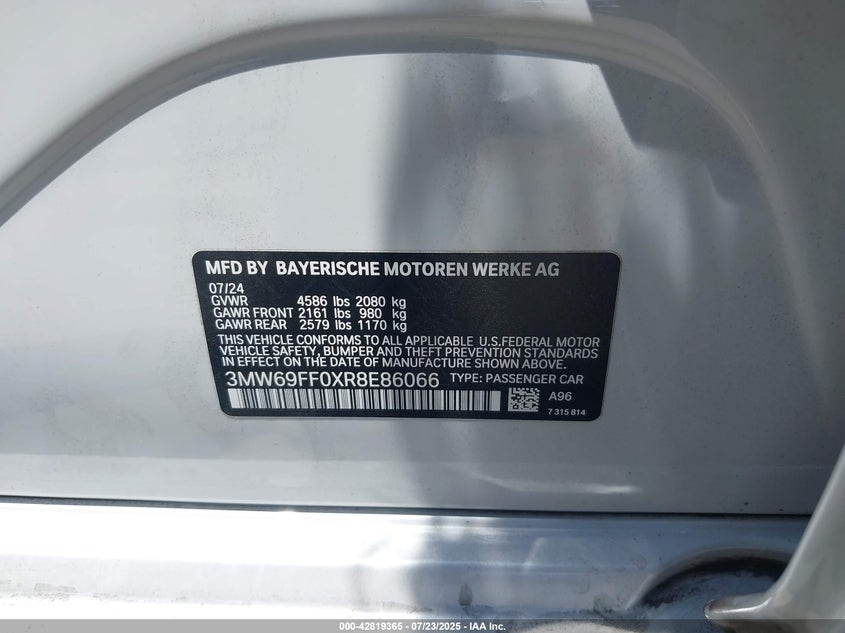 MFD BY BAYERISCHE MOTOREN WERKE AG
07/24
GVWR 4586 lbs 2080 kg
GAWR FRONT 2161 lbs 980 kg
GAWR REAR 2579 lbs 1170 kg
THIS VEHICLE CONFORMS TO ALL APPLICABLE U.S.FEDERAL MOTOR
VEHICLE SAFETY, BUMPER AND THEFT PREVENTION STANDARDS
IN EFFECT ON THE DATE OF MANUFACTURE SHOWN ABOVE.
3MW69FF0XR8E86066 TYPE: PASSENGER CAR
A96
7 315 814
000-42819365 - 07/23/2025 - IAA Inc.